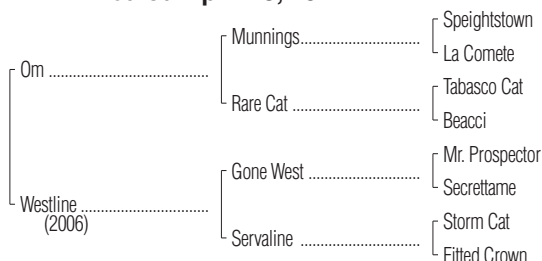 Speightstown
Munnings
La Comete
Om
Tabasco Cat
Rare Cat
Beacci
Mr. Prospector
Gone West
Secrettame
Westline
(2006)
Storm Cat
Servaline
Fitted Crown